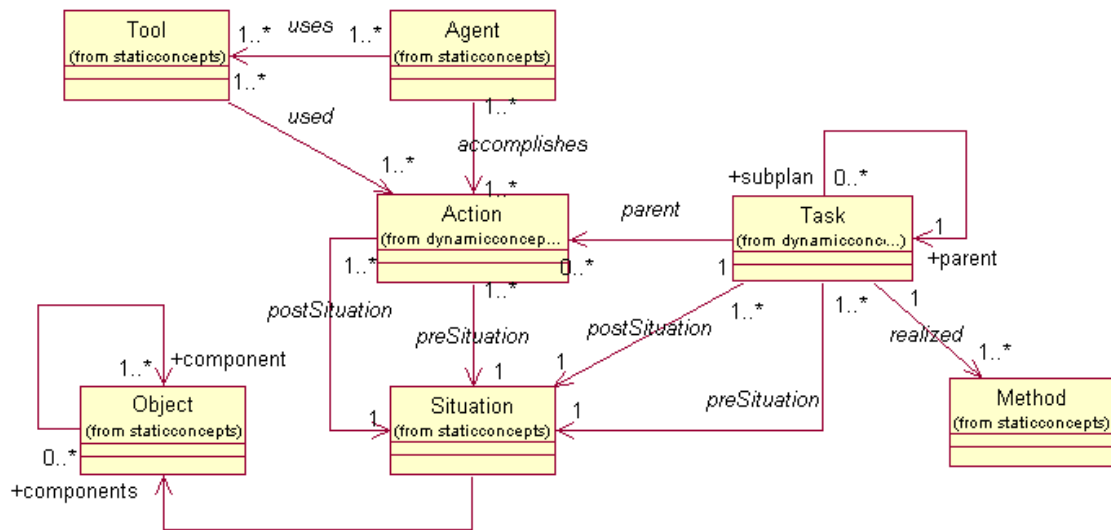 Tool
(from staticconcepts)
1..*
uses
1..*
Agent
(from staticconcepts)
1..*
used
1..*
1..*
accomplishes
1..*
Action
(from dynamicconcep...
parent
0..*
+subplan
0..*
Task
(from dynamicconc(...)
1
+parent
1
1..*
postSituation
1..*
preSituation
1
1
postSituation
1..*
1
preSituation
1..*
1
1
realized
1..*
+component
1..*
Object
(from staticconcepts)
0..*
+components
Situation
(from staticconcepts)
Method
(from staticconcepts)